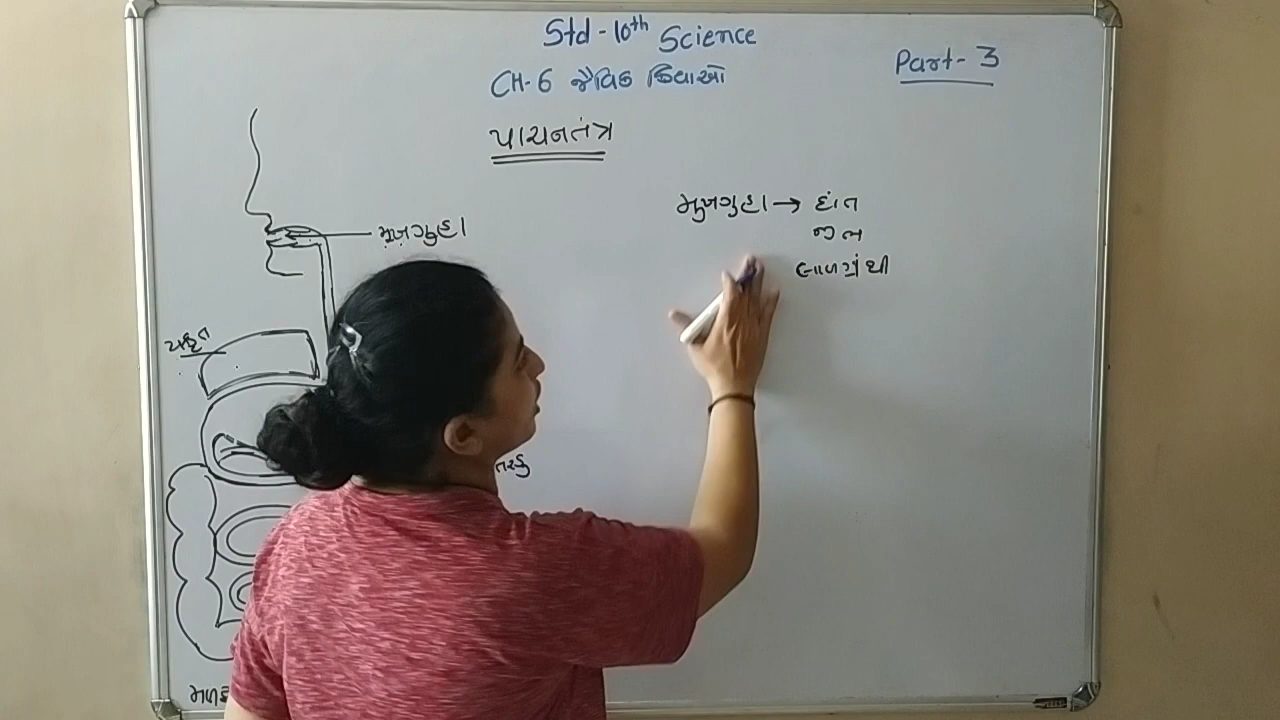 Std - 10th Science
CH-6 જૈવિક ક્રિયાઓ
Part- 3
પાચનતંત્ર
મુખગુહા → દાંત
જીભ
લાળગ્રંથી
મુખગુહા
યકૃત